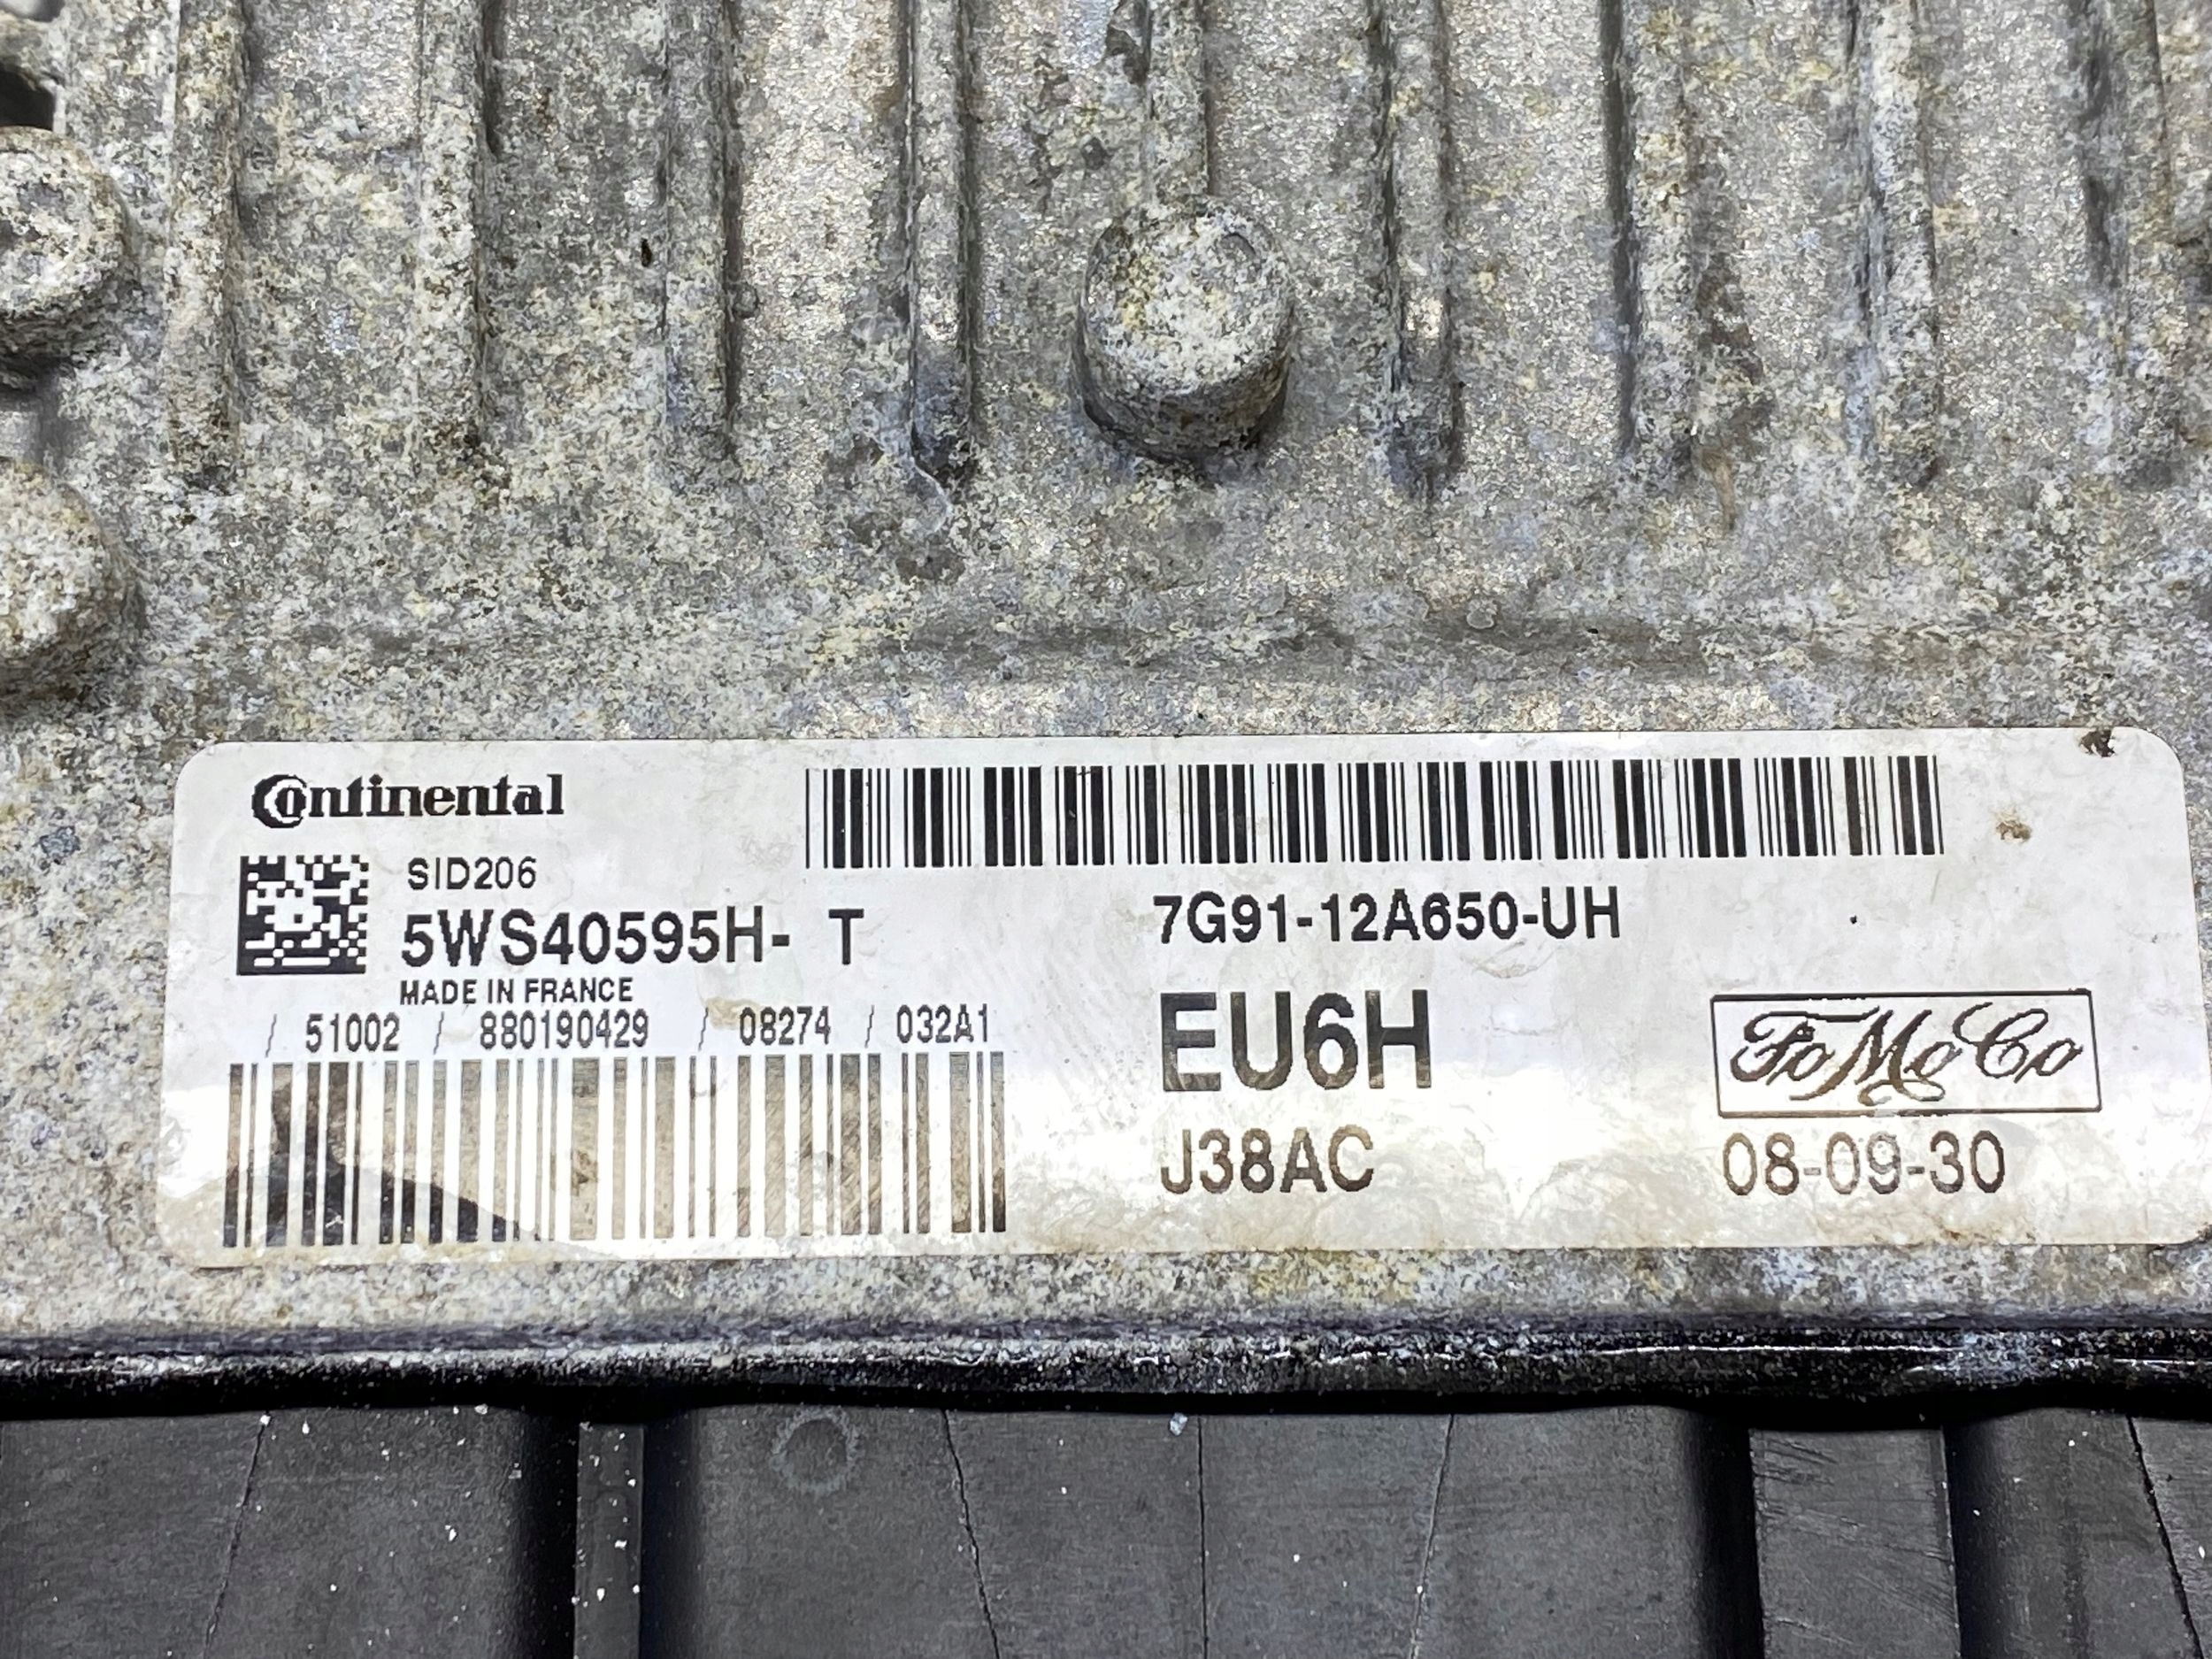 Continental
SID206
5WS40595H- T
MADE IN FRANCE
/ 51002 / 880190429 / 08274 / 032A1
7G91-12A650-UH
EU6H
J38AC
FoMoCo
08-09-30